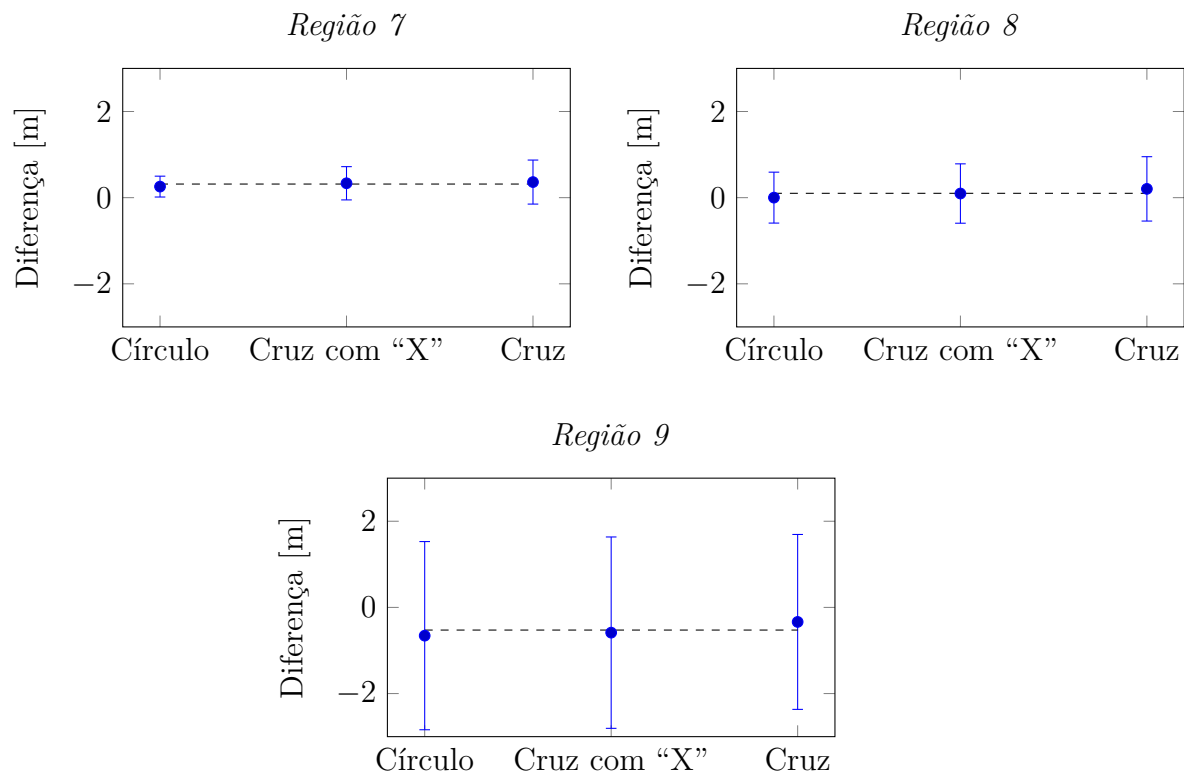 Região 7
Diferença [m]
2
0
−2
Círculo Cruz com “X” Cruz
Região 8
Diferença [m]
2
0
−2
Círculo Cruz com “X” Cruz
Região 9
Diferença [m]
2
0
−2
Círculo Cruz com “X” Cruz